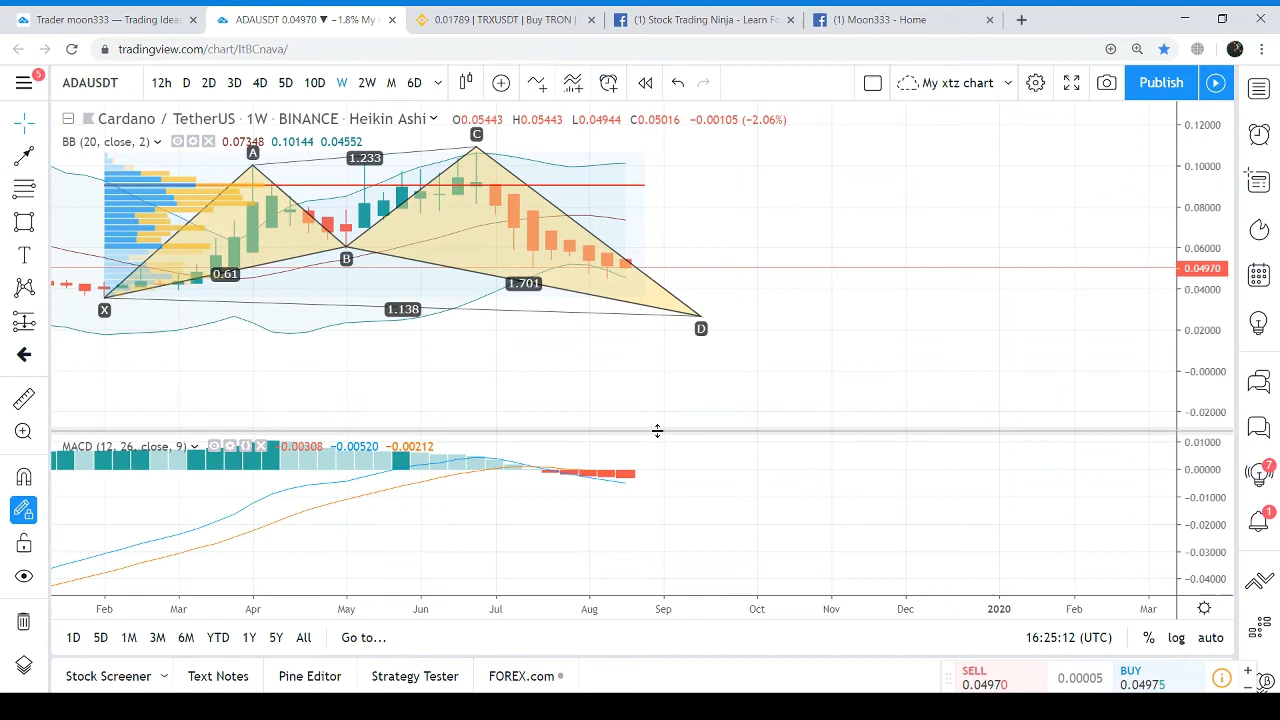 Trader moon333 — Trading Ideas
ADAUSDT 0.04970 ▼ −1.8% My x
0.01789 | TRXUSDT | Buy TRON |
(1) Stock Trading Ninja - Learn Fo
(1) Moon333 - Home
tradingview.com/chart/ItBCnava/
5
ADAUSDT 12h D 2D 3D 4D 5D 10D W 2W M 6D My xtz chart Publish
Cardano / TetherUS · 1W · BINANCE · Heikin Ashi O0.05443 H0.05443 L0.04944 C0.05016 −0.00105 (−2.06%)
BB (20, close, 2) 0.07348 0.10144 0.04552
0.12000
0.10000
0.08000
0.06000
0.04970
0.04000
0.02000
-0.00000
-0.02000
C
A
1.233
B
0.61
1.701
X
1.138
D
MACD (12, 26, close, 9) −0.00308 −0.00520 −0.00212
0.01000
0.00000
-0.01000
-0.02000
-0.03000
-0.04000
7
1
Feb Mar Apr May Jun Jul Aug Sep Oct Nov Dec 2020 Feb Mar
1D 5D 1M 3M 6M YTD 1Y 5Y All Go to... 16:25:12 (UTC) % log auto
Stock Screener Text Notes Pine Editor Strategy Tester FOREX.com
SELL
0.04970
0.00005
BUY
0.04975